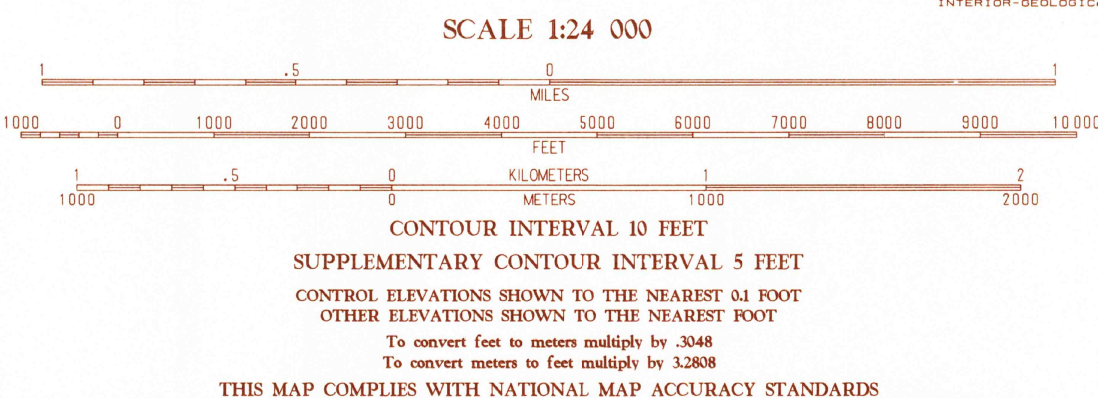 INTERIOR-GEOLOGICA
SCALE 1:24 000
1 .5 0 1
MILES
1000 0 1000 2000 3000 4000 5000 6000 7000 8000 9000 10000
FEET
1 .5 0 KILOMETERS 1 2
1000 0 METERS 1000 2000
CONTOUR INTERVAL 10 FEET
SUPPLEMENTARY CONTOUR INTERVAL 5 FEET
CONTROL ELEVATIONS SHOWN TO THE NEAREST 0.1 FOOT
OTHER ELEVATIONS SHOWN TO THE NEAREST FOOT
To convert feet to meters multiply by .3048
To convert meters to feet multiply by 3.2808
THIS MAP COMPLIES WITH NATIONAL MAP ACCURACY STANDARDS